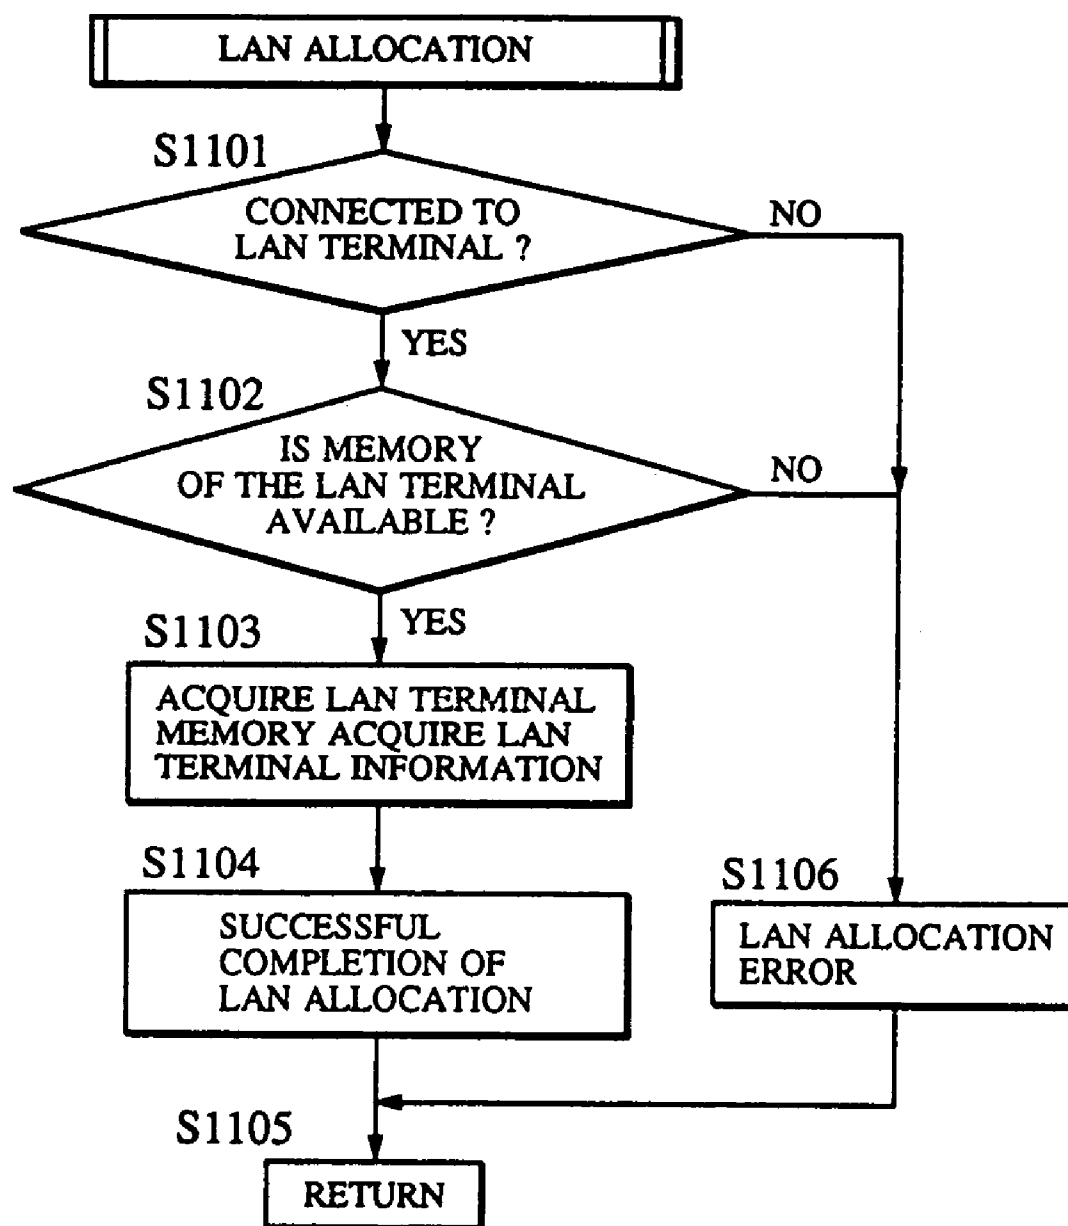 LAN ALLOCATION
S1101
CONNECTED TO
LAN TERMINAL ?
NO
YES
S1102
IS MEMORY
OF THE LAN TERMINAL
AVAILABLE ?
NO
YES
S1103
ACQUIRE LAN TERMINAL
MEMORY ACQUIRE LAN
TERMINAL INFORMATION
S1104
SUCCESSFUL
COMPLETION OF
LAN ALLOCATION
S1106
LAN ALLOCATION
ERROR
S1105
RETURN